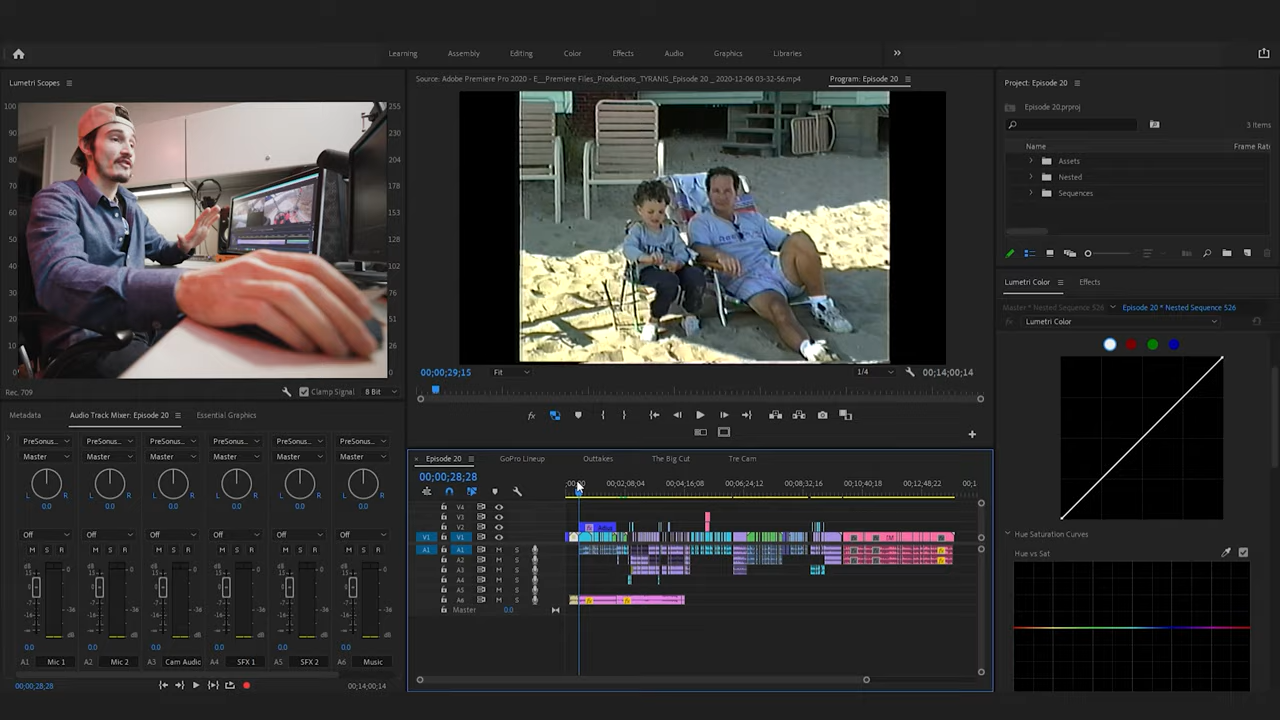 Learning Assembly Editing Color Effects Audio Graphics Libraries
Lumetri Scopes
100 255
90 230
80 204
70 179
60 153
50 128
40 102
30 77
20 51
10 26
0 0
Rec. 709 Clamp Signal 8 Bit
Source: Adobe Premiere Pro 2020 - E__Premiere Files_Productions_TYRANIS_Episode 20 _ 2020-12-06 03-32-56.mp4 Program: Episode 20
00;00;29;15 Fit 1/4 00;14;00;14
Project: Episode 20
Episode 20.prproj
3 Items
Name Frame Rate
Assets
Nested
Sequences
Lumetri Color Effects
Master * Nested Sequence 526 Episode 20 * Nested Sequence 526
fx Lumetri Color
Hue Saturation Curves
Hue vs Sat
Metadata Audio Track Mixer: Episode 20 Essential Graphics
PreSonus... PreSonus... PreSonus... PreSonus... PreSonus... PreSonus...
Master Master Master Master Master Master
L R L R L R L R L R L R
0.0 0.0 0.0 0.0 0.0 0.0
Off Off Off Off Off Off
M S M S M S M S M S M S
0.0 0.0 0.0 0.0 0.0 0.0
A1 Mic 1 A2 Mic 2 A3 Cam Audio A4 SFX 1 A5 SFX 2 A6 Music
00;00;28;28 00;14;00;14
Episode 20 GoPro Lineup Outtakes The Big Cut Tre Cam
00;00;28;28
;00;00 00;02;08;04 00;04;16;08 00;06;24;12 00;08;32;16 00;10;40;18 00;12;48;22 00;1
V4
V3
V2
V1 V1
A1 A1 M S
A2 M S
A3 M S
A4 M S
A5 M S
A6 M S
Master 0.0